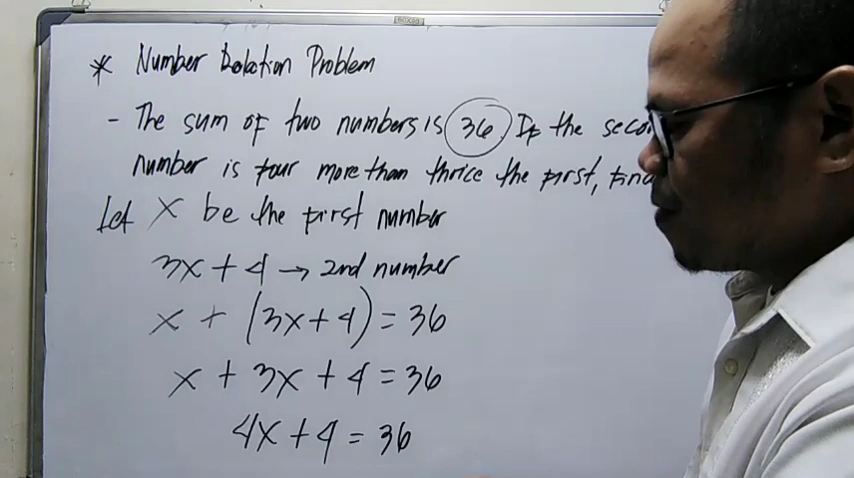 * Number Relation Problem
- The sum of two numbers is 36. If the secon
number is four more than thrice the first, find
Let x be the first number
3x + 4 → 2nd number
x + (3x + 4) = 36
x + 3x + 4 = 36
4x + 4 = 36